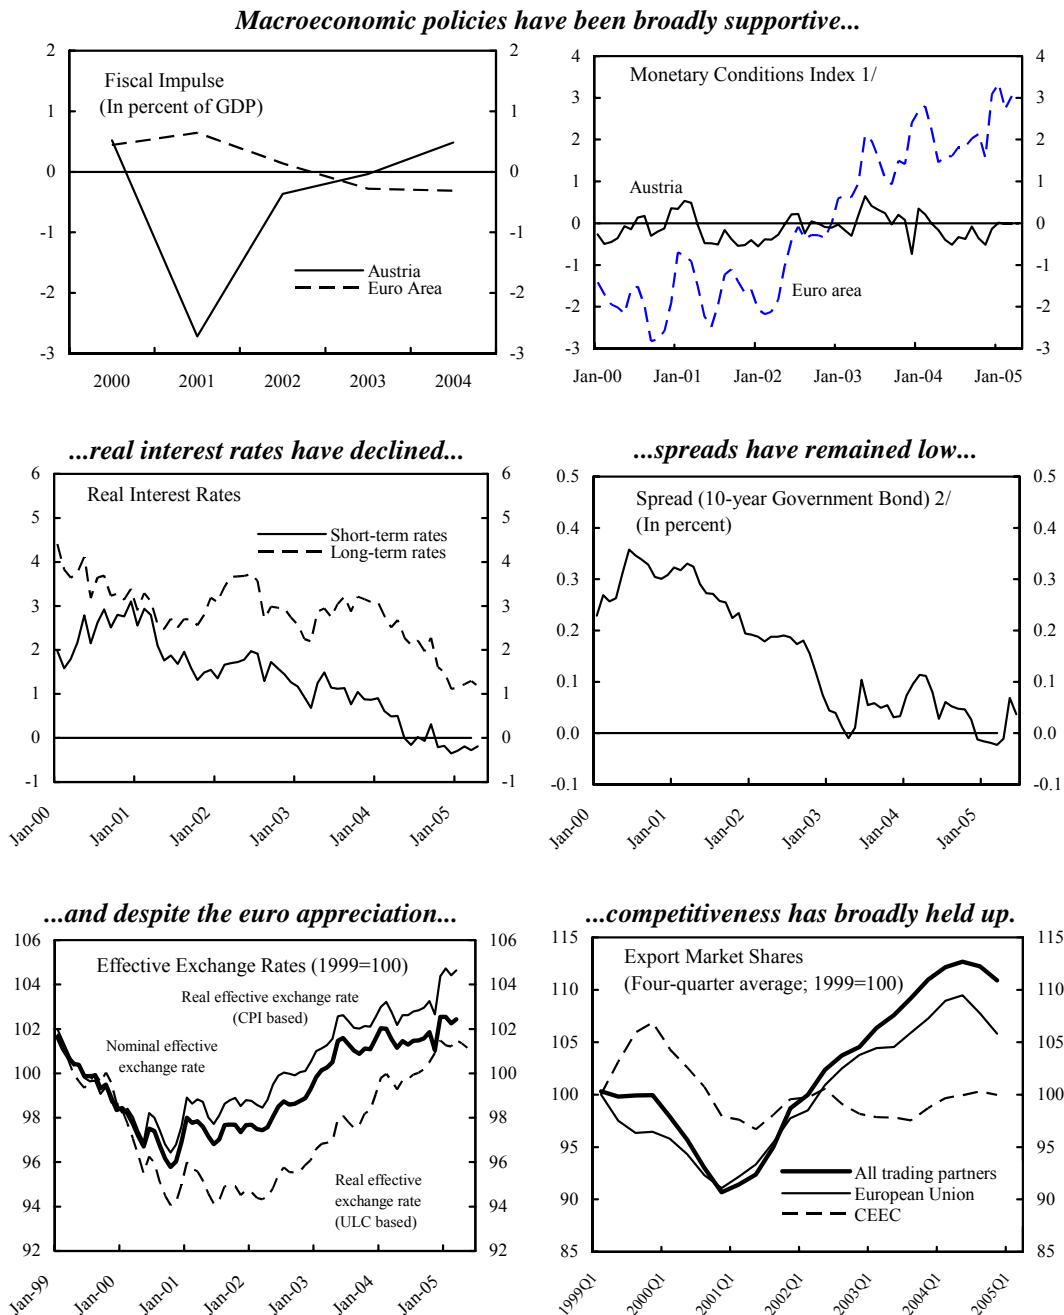 Macroeconomic policies have been broadly supportive...
Fiscal Impulse
(In percent of GDP)
2
1
0
-1
-2
-3
2
1
0
-1
-2
-3
Austria
Euro Area
2000 2001 2002 2003 2004
Monetary Conditions Index 1/
4
3
2
1
0
-1
-2
-3
4
3
2
1
0
-1
-2
-3
Austria
Euro area
Jan-00 Jan-01 Jan-02 Jan-03 Jan-04 Jan-05
...real interest rates have declined...
Real Interest Rates
6
5
4
3
2
1
0
-1
6
5
4
3
2
1
0
-1
Short-term rates
Long-term rates
Jan-00 Jan-01 Jan-02 Jan-03 Jan-04 Jan-05
...spreads have remained low...
Spread (10-year Government Bond) 2/
(In percent)
0.5
0.4
0.3
0.2
0.1
0.0
-0.1
0.5
0.4
0.3
0.2
0.1
0.0
-0.1
Jan-00 Jan-01 Jan-02 Jan-03 Jan-04 Jan-05
...and despite the euro appreciation...
Effective Exchange Rates (1999=100)
106
104
102
100
98
96
94
92
106
104
102
100
98
96
94
92
Real effective exchange rate
(CPI based)
Nominal effective
exchange rate
Real effective
exchange rate
(ULC based)
Jan-99 Jan-00 Jan-01 Jan-02 Jan-03 Jan-04 Jan-05
...competitiveness has broadly held up.
Export Market Shares
(Four-quarter average; 1999=100)
115
110
105
100
95
90
85
115
110
105
100
95
90
85
All trading partners
European Union
CEEC
1999Q1 2000Q1 2001Q1 2002Q1 2003Q1 2004Q1 2005Q1